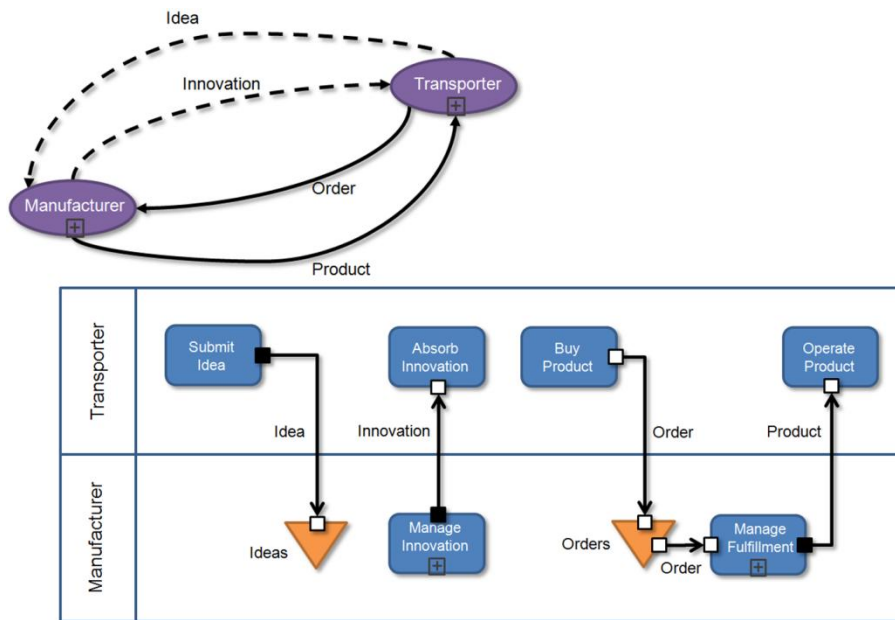 Idea
Innovation
Transporter
Order
Manufacturer
Product
Transporter
Submit
Idea
Absorb
Innovation
Buy
Product
Operate
Product
Idea
Innovation
Order
Product
Manufacturer
Ideas
Manage
Innovation
Orders
Order
Manage
Fulfillment